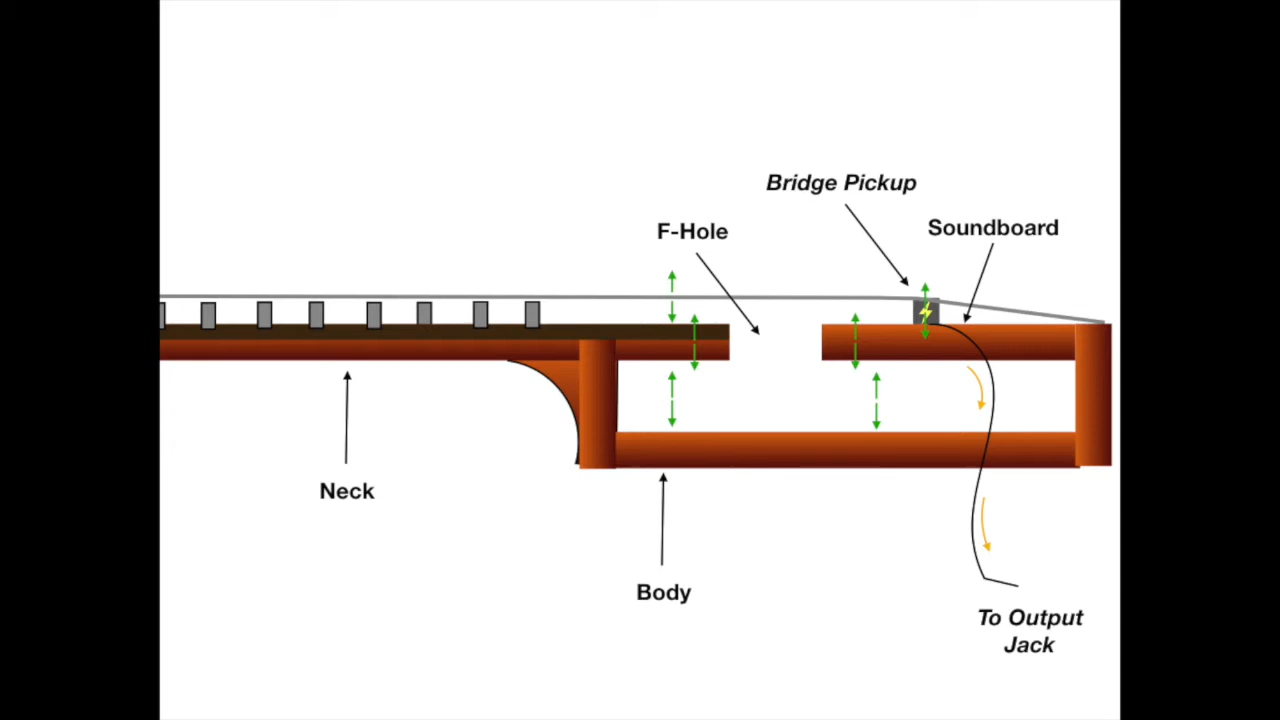 Bridge Pickup
F-Hole
Soundboard
Neck
Body
To Output
Jack